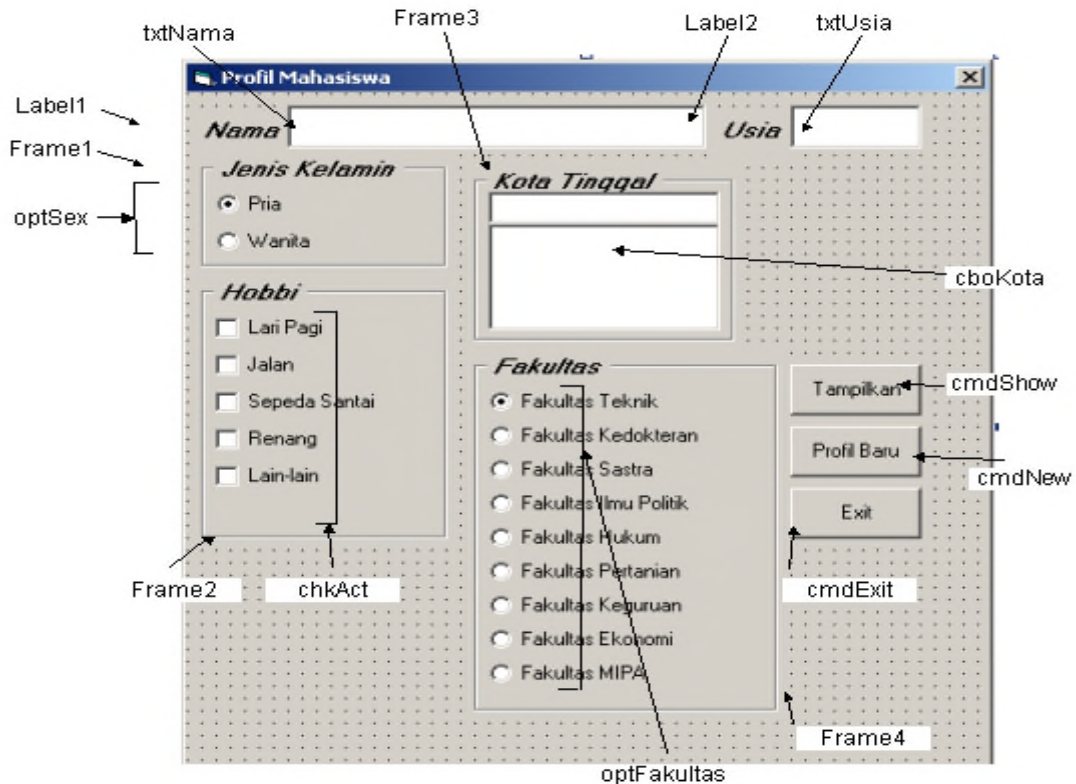 Frame3
Label2
txtUsia
txtNama
Profil Mahasiswa
Label1
Nama
Usia
Frame1
Jenis Kelamin
Kota Tinggal
optSex
Pria
Wanita
cboKota
Hobbi
Lari Pagi
Jalan
Sepeda Santai
Renang
Lain-lain
Fakultas
Fakultas Teknik
Fakultas Kedokteran
Fakultas Sastra
Fakultas Ilmu Politik
Fakultas Hukum
Fakultas Pertanian
Fakultas Keguruan
Fakultas Ekonomi
Fakultas MIPA
Tampilkan
cmdShow
Profil Baru
cmdNew
Exit
Frame2
chkAct
cmdExit
Frame4
optFakultas